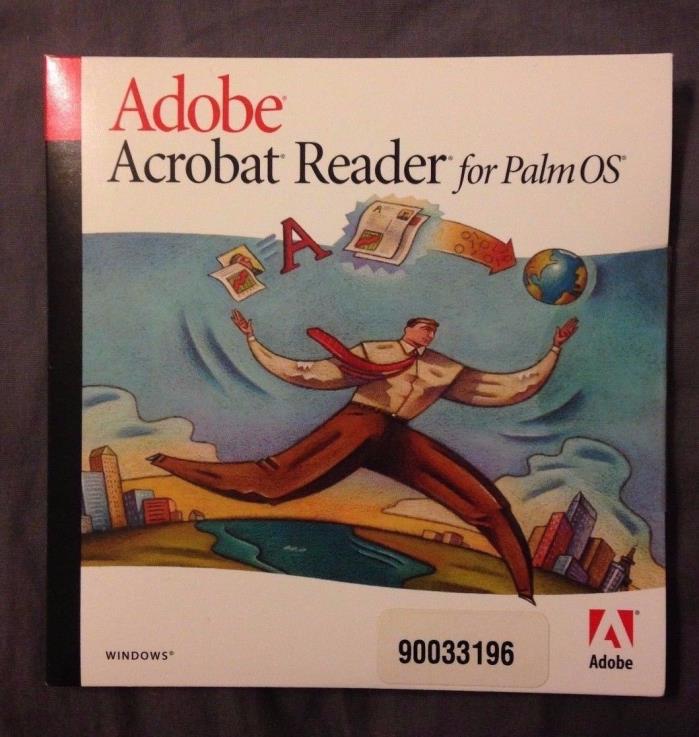 Adobe®
Acrobat® Reader® for Palm OS®
A
A
WINDOWS®
90033196
Adobe®